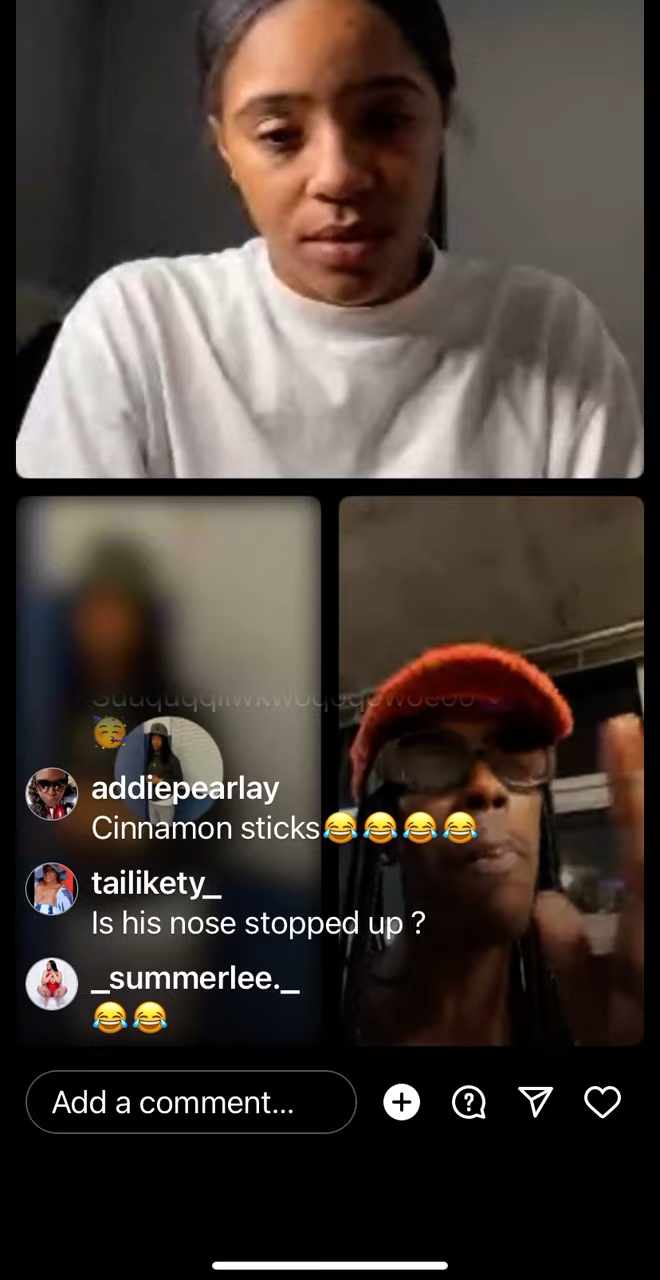 🥳
addiepearlay
Cinnamon sticks😂😂😂😂
tailikety_
Is his nose stopped up ?
_summerlee._
😂😂
Add a comment...